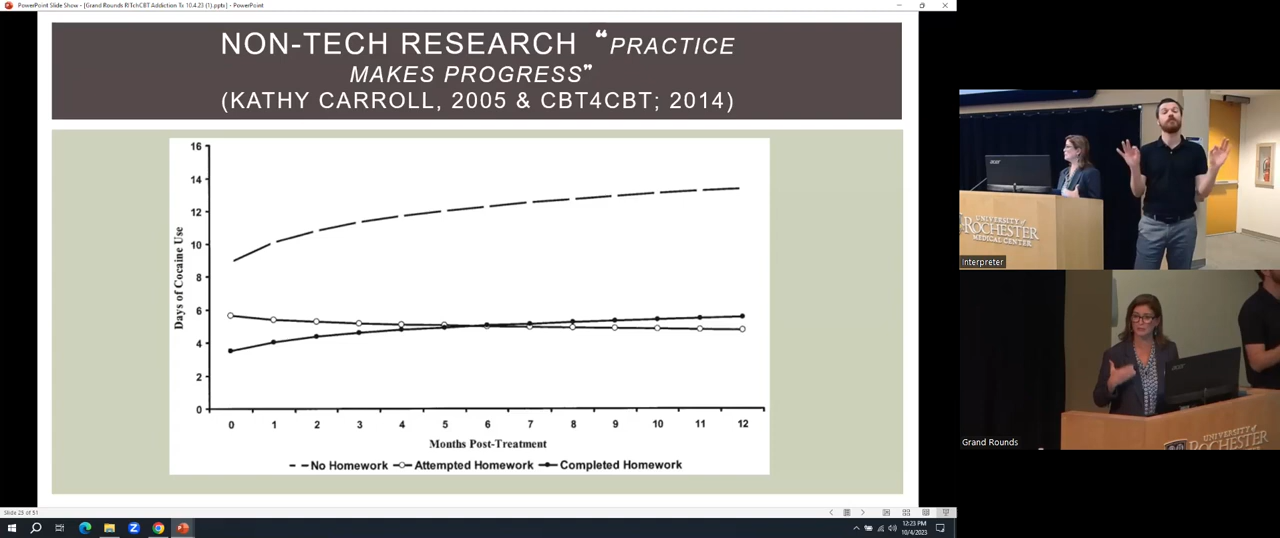 PowerPoint Slide Show - [Grand Rounds RITchCBT Addiction Tx 10.4.23 (1).pptx] - PowerPoint
NON-TECH RESEARCH “PRACTICE
MAKES PROGRESS”
(KATHY CARROLL, 2005 & CBT4CBT; 2014)
16
14
12
10
8
6
4
2
0
Days of Cocaine Use
0 1 2 3 4 5 6 7 8 9 10 11 12
Months Post-Treatment
No Homework Attempted Homework Completed Homework
Slide 23 of 51
12:23 PM
10/4/2023
acer
UNIVERSITY of
ROCHESTER
MEDICAL CENTER
Interpreter
acer
UNIVERSITY of
ROCHESTER
Grand Rounds